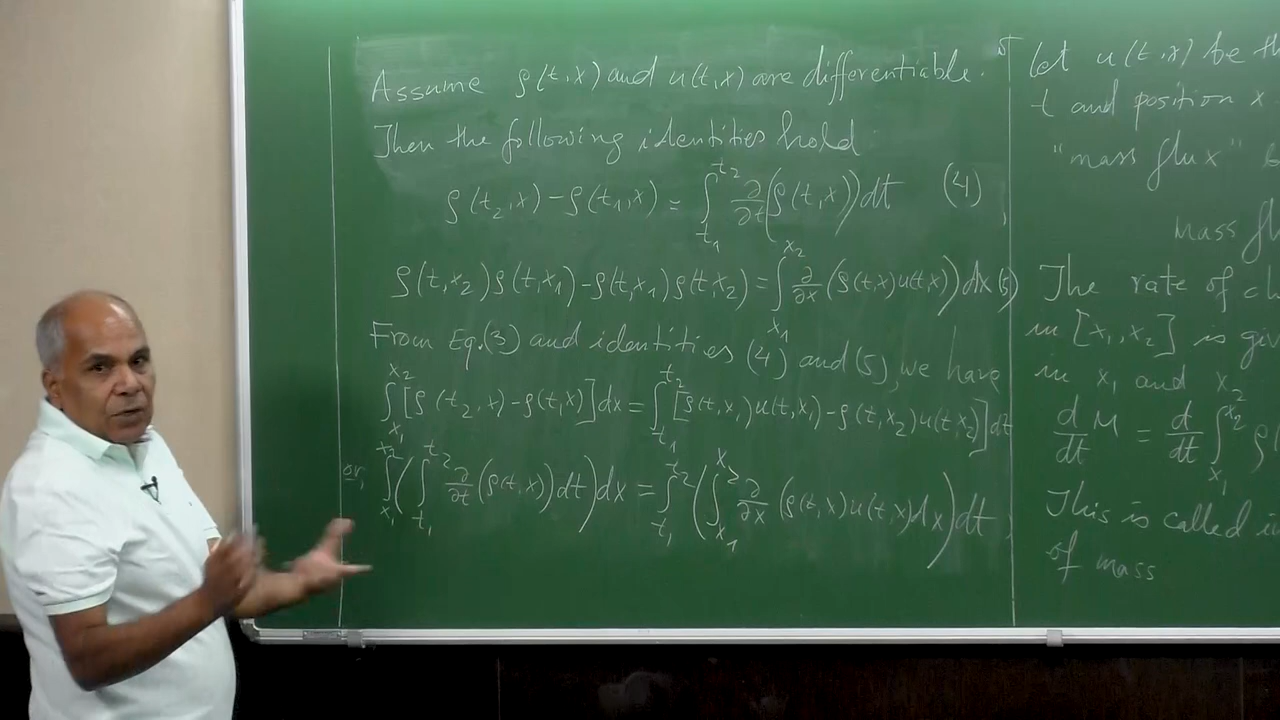 Assume ρ(t,x) and u(t,x) are differentiable.
Then the following identities hold:
ρ(t₂,x) - ρ(t₁,x) = ∫_{t₁}^{t₂} ∂/∂t (ρ(t,x)) dt (4)
ρ(t,x₂)ρ(t,x₁) - ρ(t,x₁)ρ(t,x₂) = ∫_{x₁}^{x₂} ∂/∂x (ρ(t,x)u(t,x)) dx (5)
From Eq.(3) and identities (4) and (5), we have
∫_{x₁}^{x₂} [ρ(t₂,x) - ρ(t,x)] dx = ∫_{t₁}^{t₂} [ρ(t,x₁)u(t,x₁) - ρ(t,x₂)u(t,x₂)] dt
or, ∫_{x₁}^{x₂} (∫_{t₁}^{t₂} ∂/∂t (ρ(t,x)) dt) dx = ∫_{t₁}^{t₂} (∫_{x₁}^{x₂} ∂/∂x (ρ(t,x)u(t,x) dx) dt
Let u(t,x) be th
t and position x
"mass flux"
mass fl
The rate of ch
in [x₁,x₂] is giv
in x₁ and x₂
d/dt M = d/dt ∫_{x₁}^{x₂} ρ(
This is called i
of mass